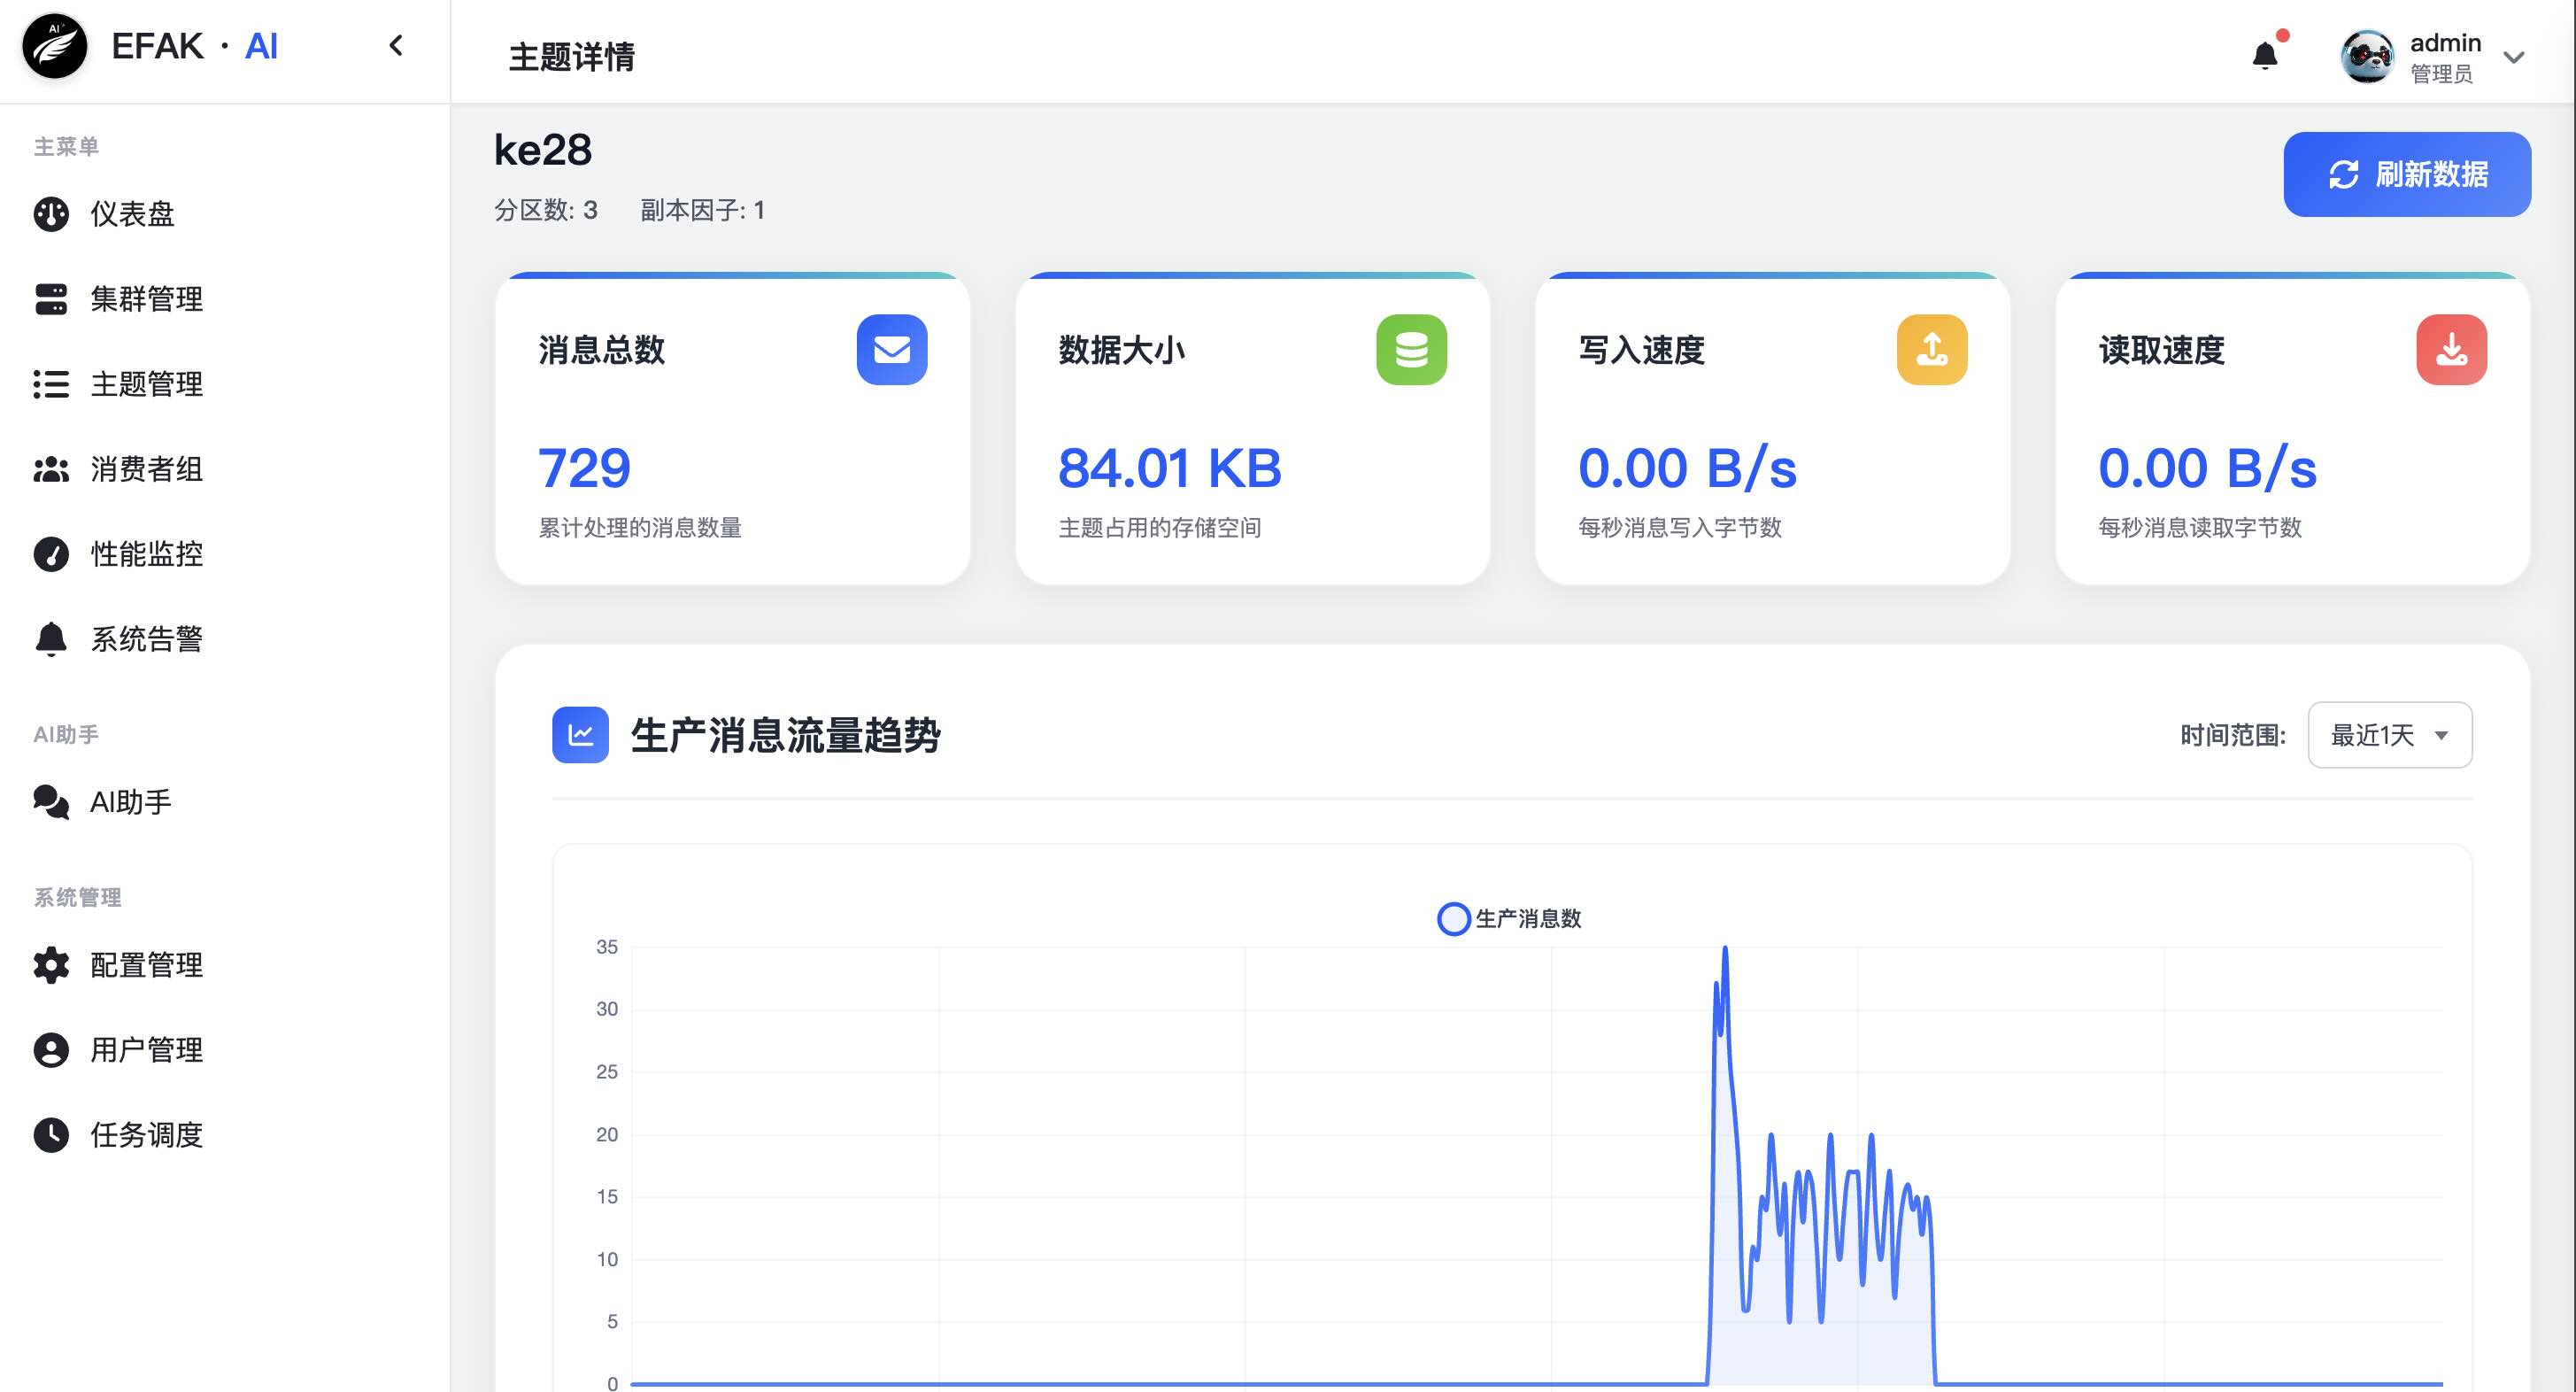 AI
EFAK · AI
主题详情
admin
管理员
主菜单
仪表盘
集群管理
主题管理
消费者组
性能监控
系统告警
AI助手
AI助手
系统管理
配置管理
用户管理
任务调度
ke28
分区数: 3 副本因子: 1
刷新数据
消息总数
729
累计处理的消息数量
数据大小
84.01 KB
主题占用的存储空间
写入速度
0.00 B/s
每秒消息写入字节数
读取速度
0.00 B/s
每秒消息读取字节数
生产消息流量趋势
时间范围: 最近1天
生产消息数
35
30
25
20
15
10
5
0